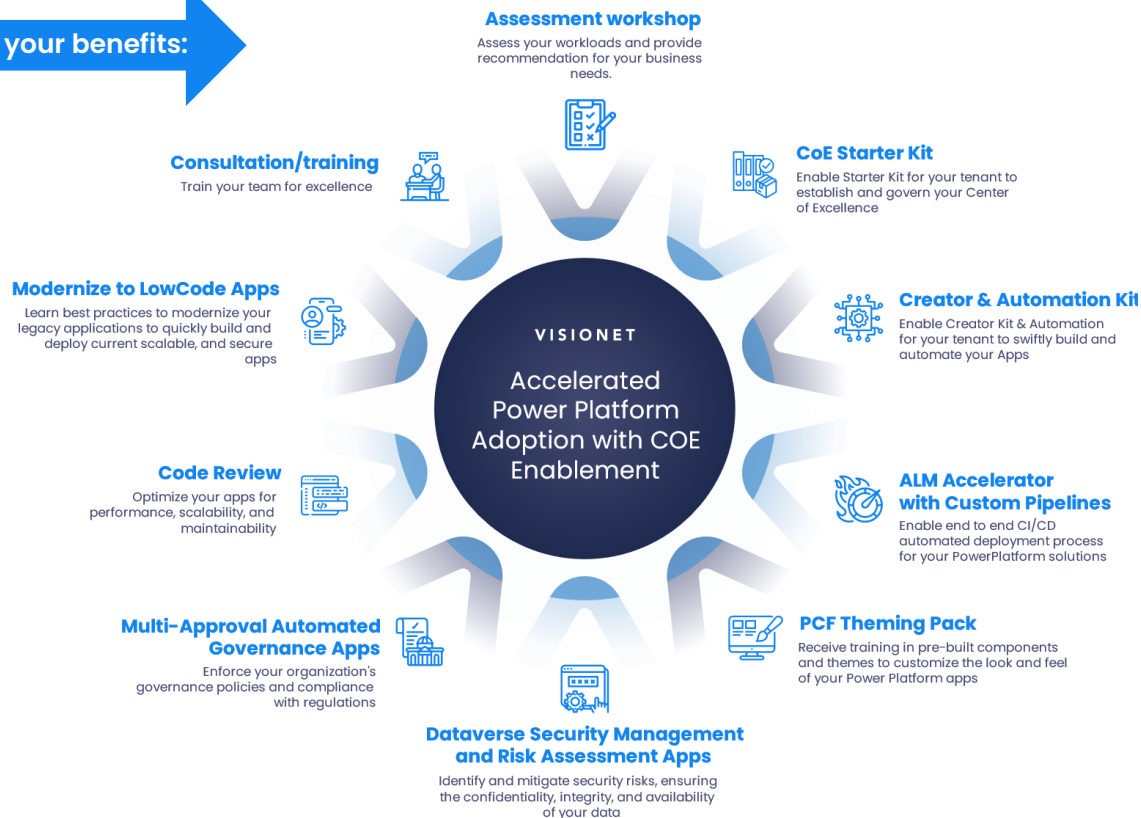 your benefits:
Assessment workshop
Assess your workloads and provide
recommendation for your business
needs.
CoE Starter Kit
Enable Starter Kit for your tenant to
establish and govern your Center
of Excellence
Creator & Automation Kit
Enable Creator Kit & Automation
for your tenant to swiftly build and
automate your Apps
ALM Accelerator
with Custom Pipelines
Enable end to end CI/CD
automated deployment process
for your PowerPlatform solutions
PCF Theming Pack
Receive training in pre-built components
and themes to customize the look and feel
of your Power Platform apps
Dataverse Security Management
and Risk Assessment Apps
Identify and mitigate security risks, ensuring
the confidentiality, integrity, and availability
of your data
Multi-Approval Automated
Governance Apps
Enforce your organization's
governance policies and compliance
with regulations
Code Review
Optimize your apps for
performance, scalability, and
maintainability
Modernize to LowCode Apps
Learn best practices to modernize your
legacy applications to quickly build and
deploy current scalable, and secure
apps
Consultation/training
Train your team for excellence
VISIONET
Accelerated
Power Platform
Adoption with COE
Enablement